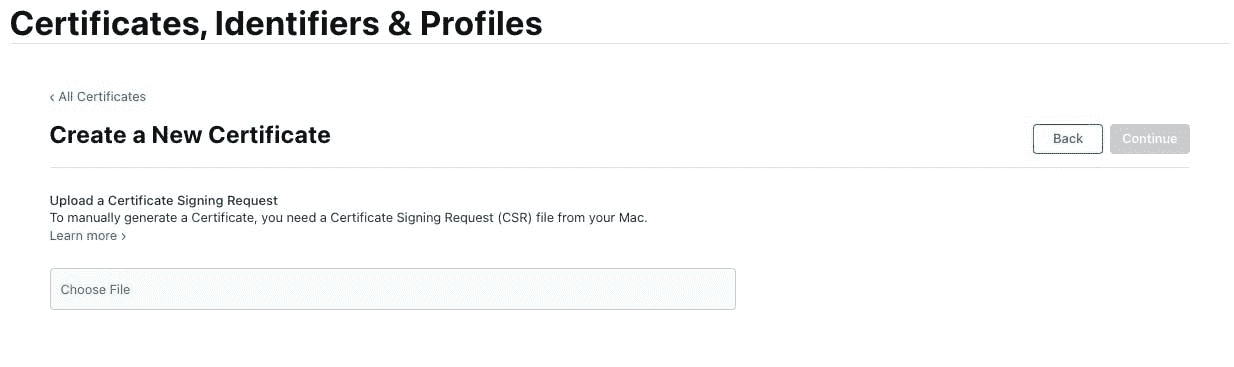 Certificates, Identifiers & Profiles
‹ All Certificates
Create a New Certificate
Back
Continue
Upload a Certificate Signing Request
To manually generate a Certificate, you need a Certificate Signing Request (CSR) file from your Mac.
Learn more ›
Choose File